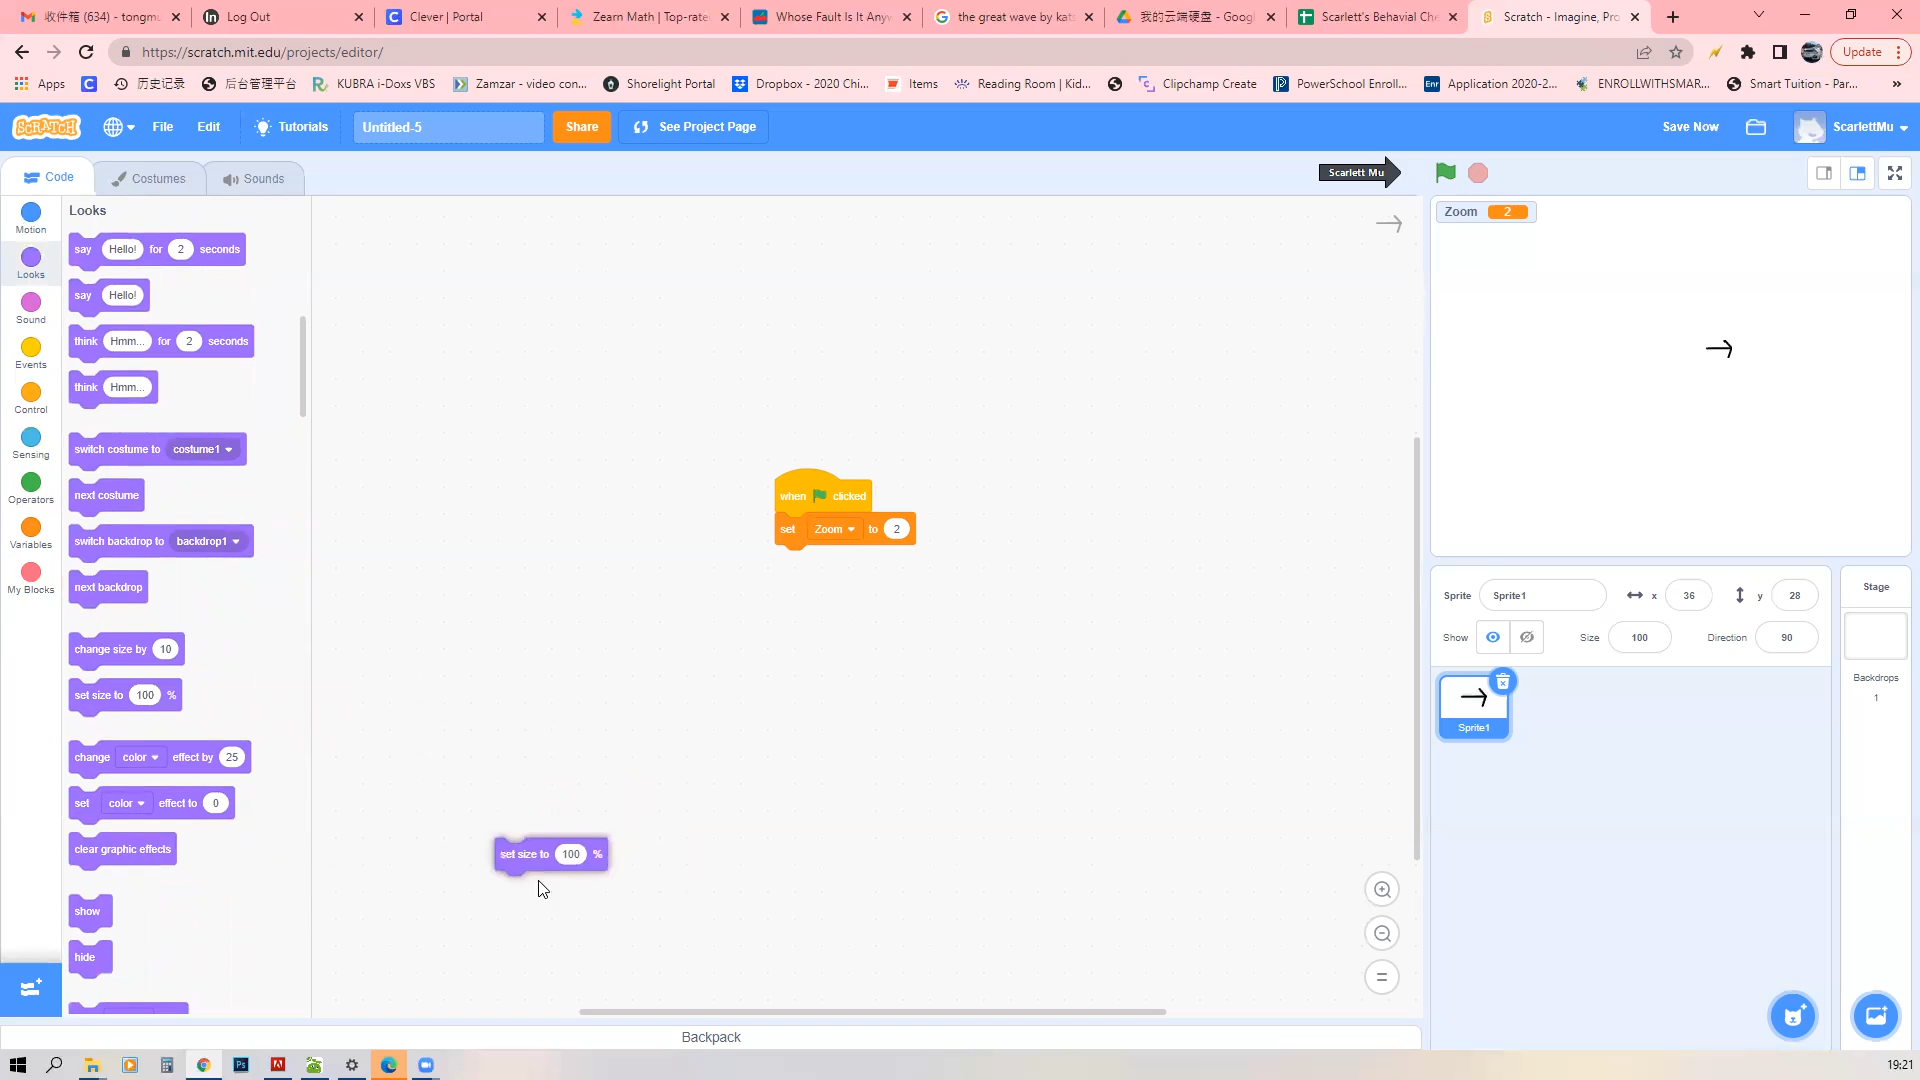 收件箱 (634) - tongmu
Log Out
Clever | Portal
Zearn Math | Top-rate
Whose Fault Is It Anyw
the great wave by kats
我的云端硬盘 - Googl
Scarlett's Behavial Che
Scratch - Imagine, Pro
https://scratch.mit.edu/projects/editor/
Update
Apps
历史记录
后台管理平台
KUBRA i-Doxs VBS
Zamzar - video con...
Shorelight Portal
Dropbox - 2020 Chi...
Items
Reading Room | Kid...
Clipchamp Create
PowerSchool Enroll...
Enr
Application 2020-2...
ENROLLWITHSMAR...
Smart Tuition - Par...
SCRATCH
File
Edit
Tutorials
Untitled-5
Share
See Project Page
Save Now
ScarlettMu
Code
Costumes
Sounds
Scarlett Mu
Motion
Looks
Sound
Events
Control
Sensing
Operators
Variables
My Blocks
Looks
say Hello! for 2 seconds
say Hello!
think Hmm... for 2 seconds
think Hmm...
switch costume to costume1
next costume
switch backdrop to backdrop1
next backdrop
change size by 10
set size to 100 %
change color effect by 25
set color effect to 0
clear graphic effects
show
hide
when clicked
set Zoom to 2
set size to 100 %
Zoom 2
Sprite Sprite1 x 36 y 28
Show Size 100 Direction 90
Sprite1
Stage
Backdrops
1
Backpack
19:21